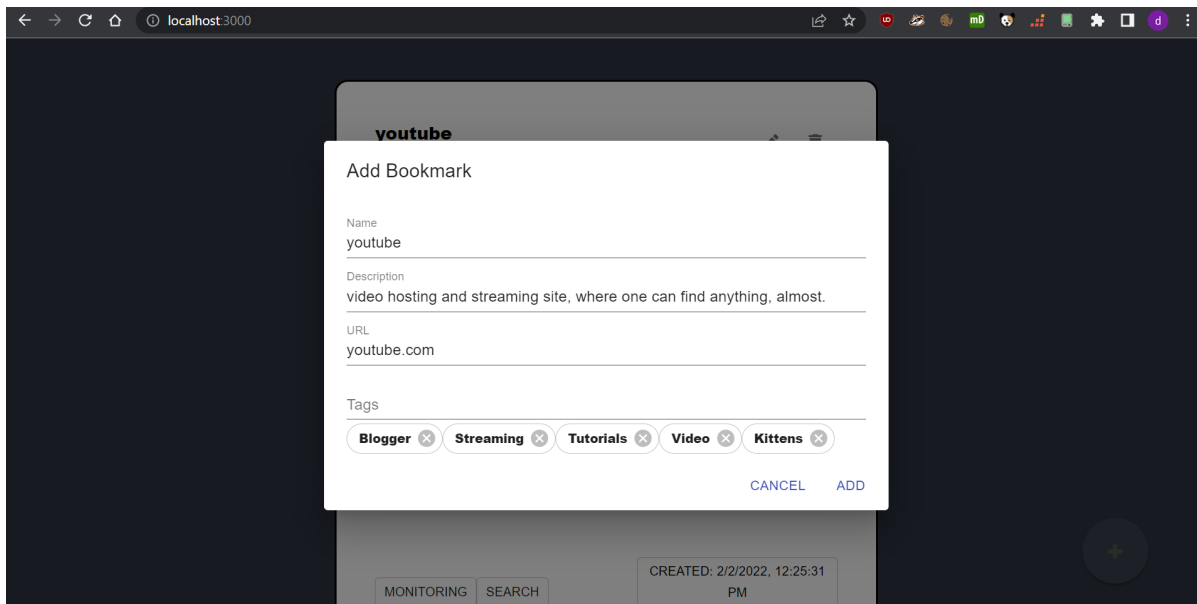 localhost:3000
UD
mD
d
youtube
Add Bookmark
Name
youtube
Description
video hosting and streaming site, where one can find anything, almost.
URL
youtube.com
Tags
Blogger Streaming Tutorials Video Kittens
CANCEL ADD
MONITORING SEARCH
CREATED: 2/2/2022, 12:25:31
PM